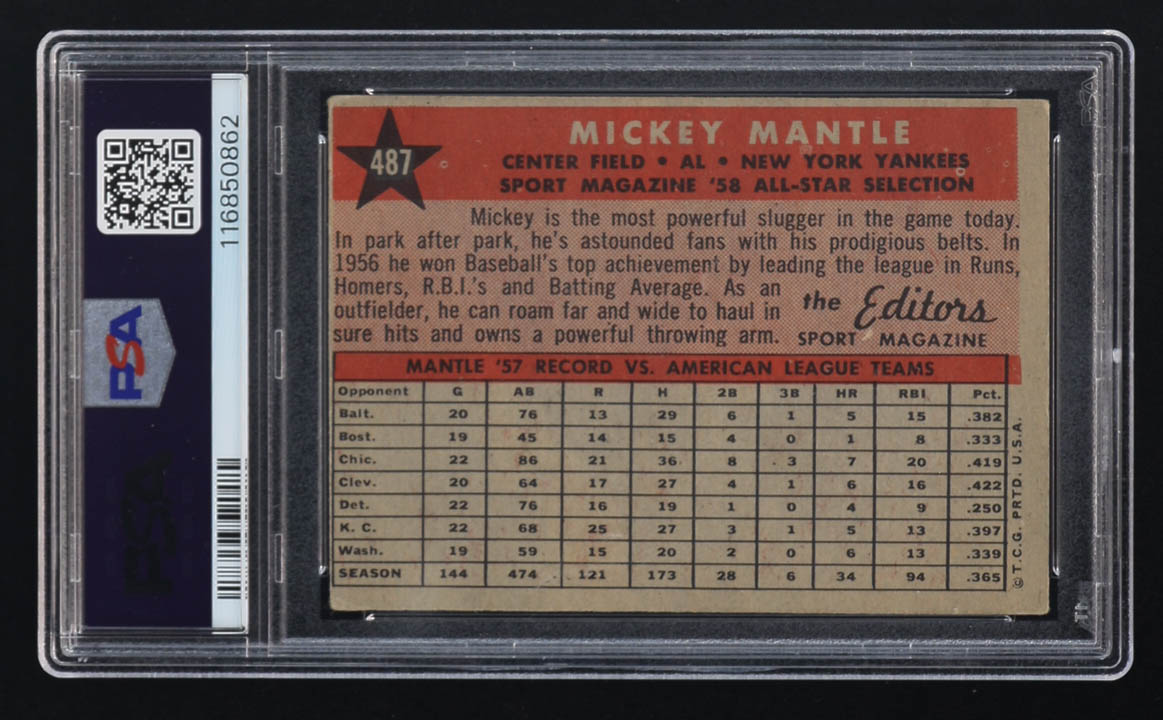 116850862
PSA
PSA
487
MICKEY MANTLE
CENTER FIELD • AL • NEW YORK YANKEES
SPORT MAGAZINE '58 ALL-STAR SELECTION
Mickey is the most powerful slugger in the game today.
In park after park, he's astounded fans with his prodigious belts. In
1956 he won Baseball's top achievement by leading the league in Runs,
Homers, R.B.I.'s and Batting Average. As an
outfielder, he can roam far and wide to haul in
sure hits and owns a powerful throwing arm.
the Editors
SPORT MAGAZINE
MANTLE '57 RECORD VS. AMERICAN LEAGUE TEAMS
Opponent G AB R H 2B 3B HR RBI Pct.
Balt. 20 76 13 29 6 1 5 15 .382
Bost. 19 45 14 15 4 0 1 8 .333
Chic. 22 86 21 36 8 3 7 20 .419
Clev. 20 64 17 27 4 1 6 16 .422
Det. 22 76 16 19 1 0 4 9 .250
K. C. 22 68 25 27 3 1 5 13 .397
Wash. 19 59 15 20 2 0 6 13 .339
SEASON 144 474 121 173 28 6 34 94 .365
© T.C.G. PRTD. U.S.A.
PSA